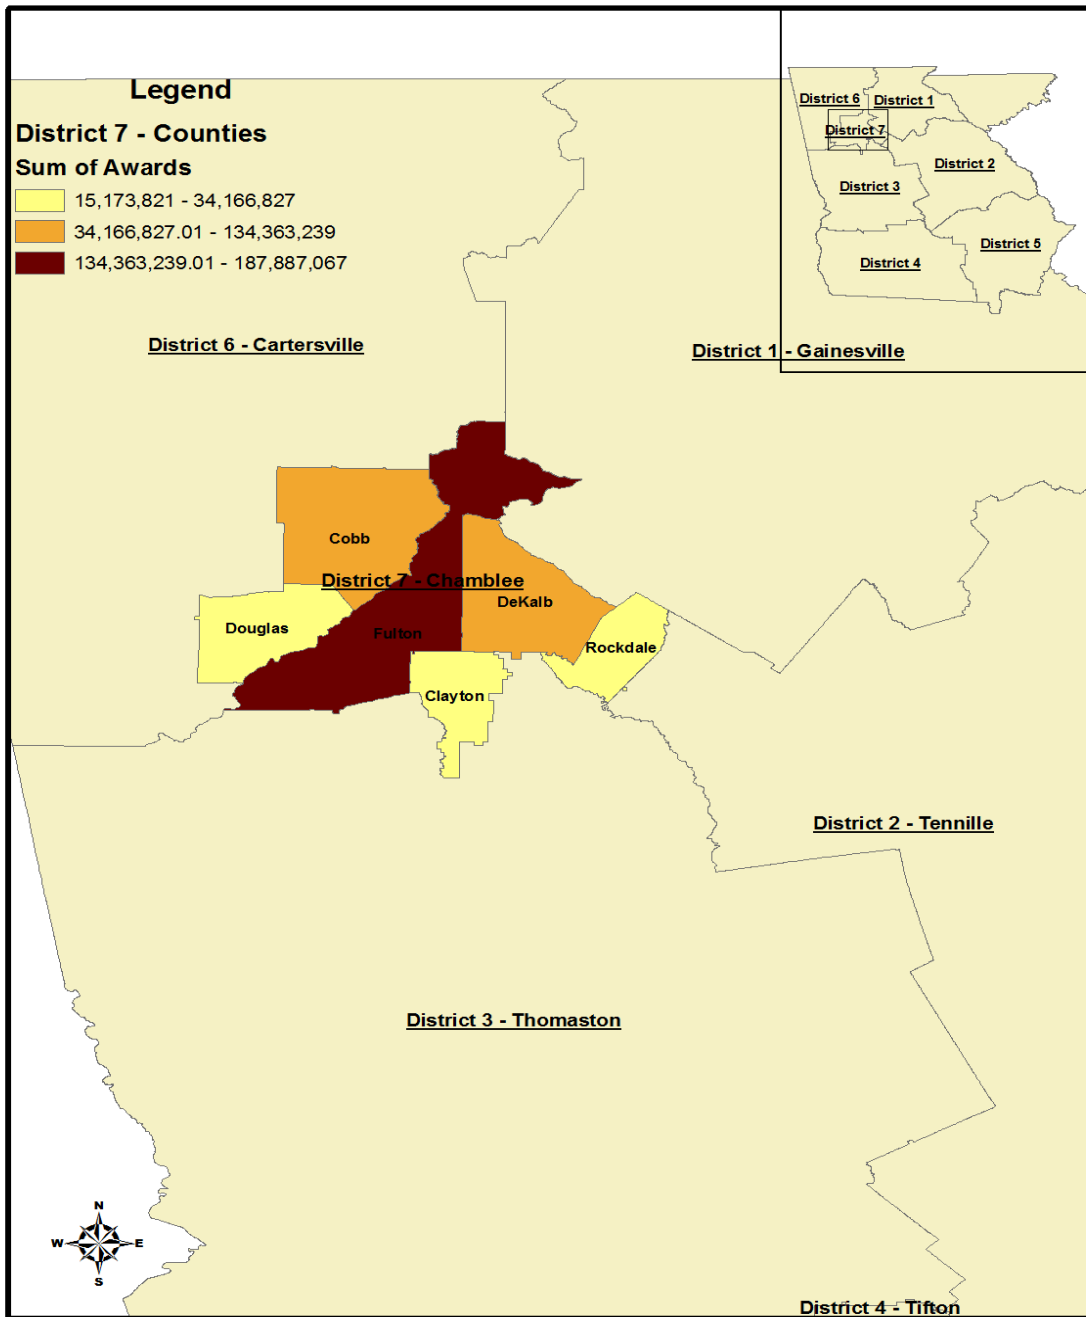 Legend
District 7 - Counties
Sum of Awards
15,173,821 - 34,166,827
34,166,827.01 - 134,363,239
134,363,239.01 - 187,887,067
District 6
District 1
District 7
District 2
District 3
District 5
District 4
District 6 - Cartersville
District 1 - Gainesville
Cobb
District 7 - Chamblee
DeKalb
Douglas
Fulton
Rockdale
Clayton
District 2 - Tennille
District 3 - Thomaston
N
W
E
S
District 4 - Tifton